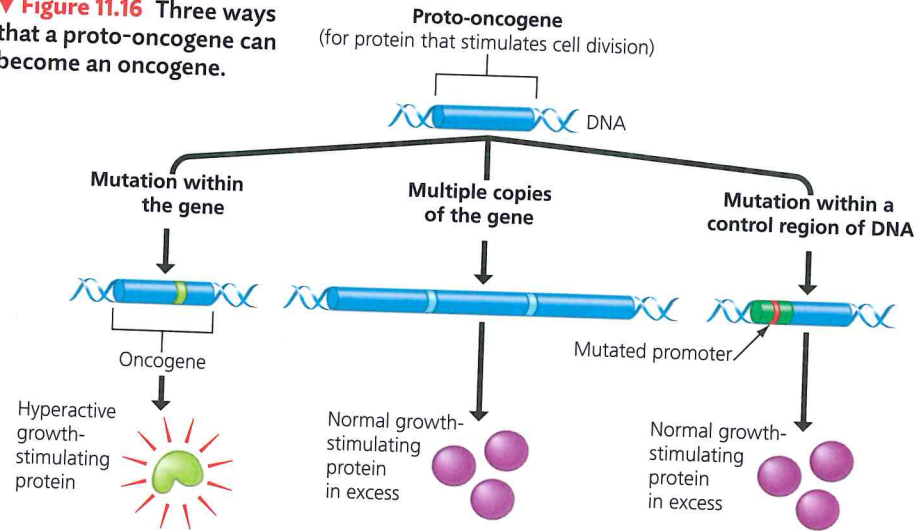 ▼ Figure 11.16 Three ways
that a proto-oncogene can
become an oncogene.
Proto-oncogene
(for protein that stimulates cell division)
DNA
Mutation within
the gene
Multiple copies
of the gene
Mutation within a
control region of DNA
Oncogene
Mutated promoter
Hyperactive
growth-
stimulating
protein
Normal growth-
stimulating
protein
in excess
Normal growth-
stimulating
protein
in excess